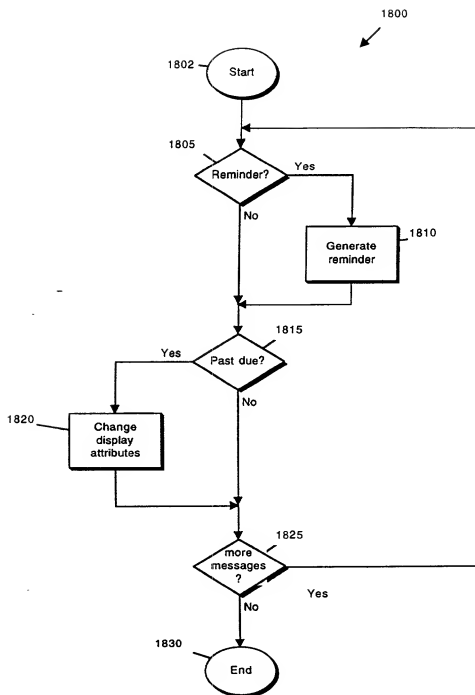 1800
1802
Start
1805
Reminder?
Yes
No
1810
Generate
reminder
1815
Yes
Past due?
No
1820
Change
display
attributes
1825
more
messages
?
Yes
No
1830
End